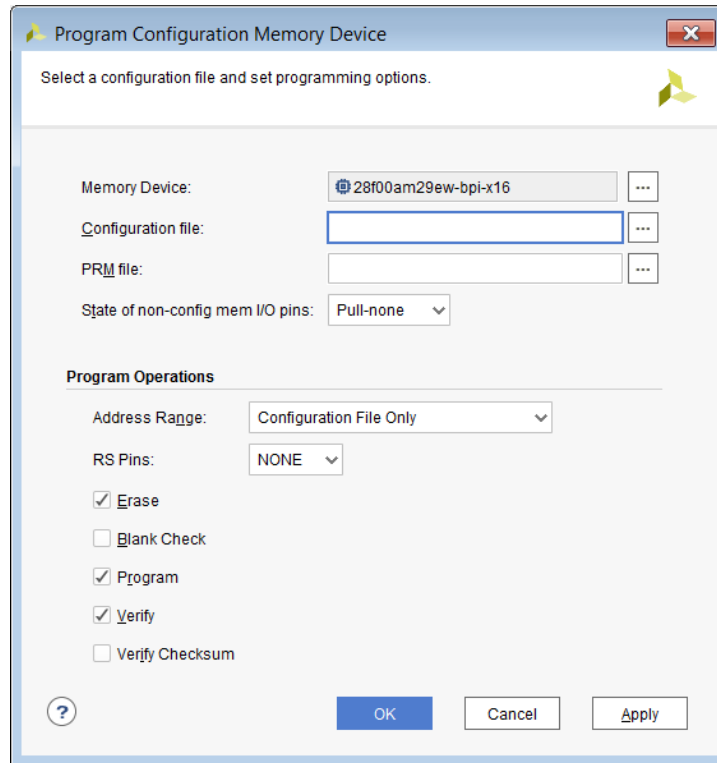 Program Configuration Memory Device
Select a configuration file and set programming options.
Memory Device: 28f00am29ew-bpi-x16 ...
Configuration file: ...
PRM file: ...
State of non-config mem I/O pins: Pull-none
Program Operations
Address Range: Configuration File Only
RS Pins: NONE
Erase
Blank Check
Program
Verify
Verify Checksum
? OK Cancel Apply